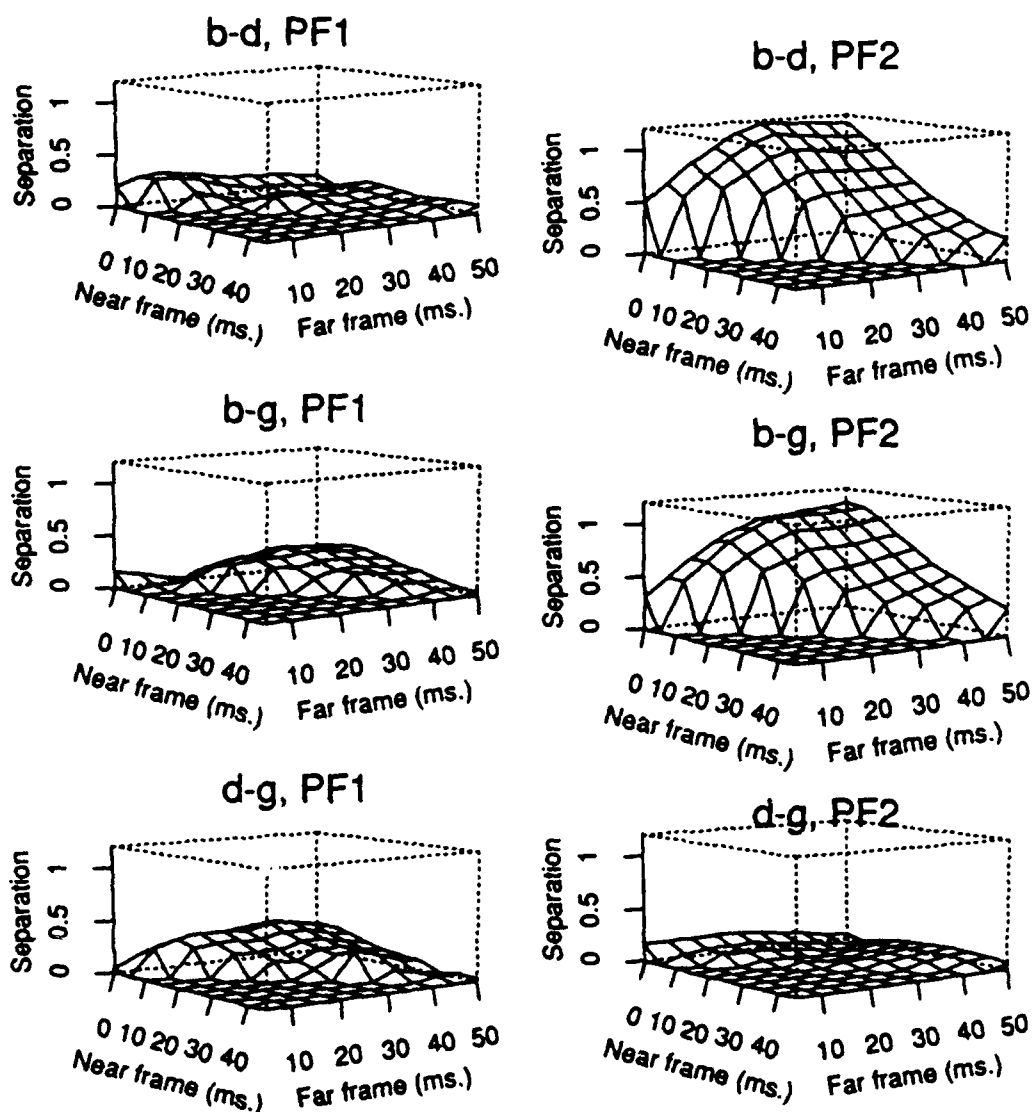 b-d, PF1
Separation
1
0.5
0
0 10 20 30 40
Near frame (ms.)
10 20 30 40 50
Far frame (ms.)
b-d, PF2
Separation
1
0.5
0
0 10 20 30 40
Near frame (ms.)
10 20 30 40 50
Far frame (ms.)
b-g, PF1
Separation
1
0.5
0
0 10 20 30 40
Near frame (ms.)
10 20 30 40 50
Far frame (ms.)
b-g, PF2
Separation
1
0.5
0
0 10 20 30 40
Near frame (ms.)
10 20 30 40 50
Far frame (ms.)
d-g, PF1
Separation
1
0.5
0
0 10 20 30 40
Near frame (ms.)
10 20 30 40 50
Far frame (ms.)
d-g, PF2
Separation
1
0.5
0
0 10 20 30 40
Near frame (ms.)
10 20 30 40 50
Far frame (ms.)